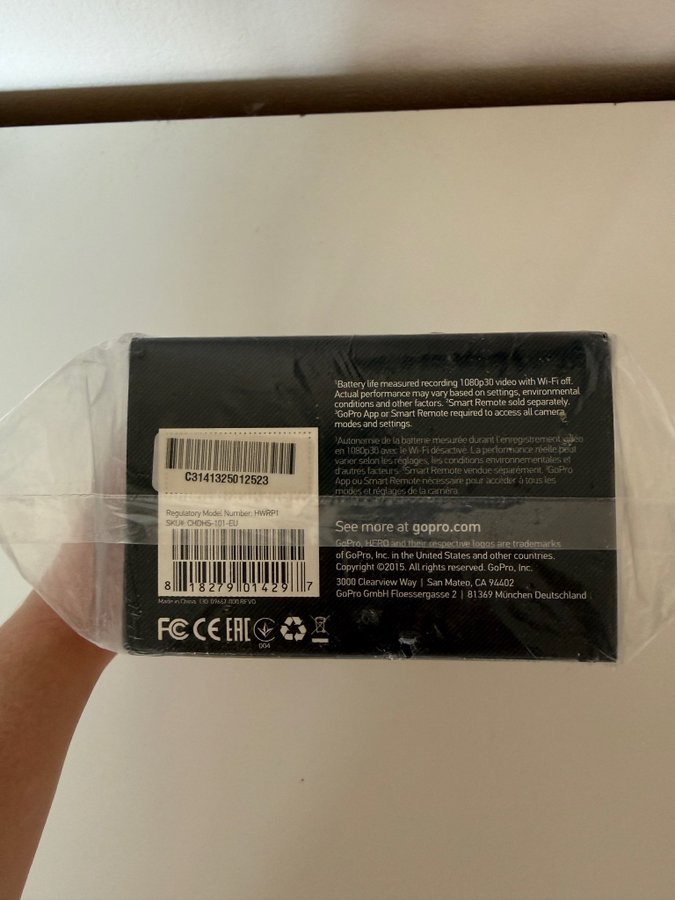 C3141325012523
Regulatory Model Number: HWRP1
SKU#: CHDHS-101-EU
8 18279 01429 7
Made in China 130-09667-000 REVD
FC CE EAC
004
¹Battery life measured recording 1080p30 video with Wi-Fi off.
Actual performance may vary based on settings, environmental
conditions and other factors. ²Smart Remote sold separately.
³GoPro App or Smart Remote required to access all camera
modes and settings.
¹Autonomie de la batterie mesurée durant l'enregistrement vidéo
en 1080p30 avec le Wi-Fi désactivé. La performance réelle peut
varier selon les réglages, les conditions environnementales et
d'autres facteurs. ²Smart Remote vendue séparément. ³GoPro
App ou Smart Remote nécessaire pour accéder à tous les
modes et réglages de la caméra.
See more at gopro.com
GoPro, HERO and their respective logos are trademarks
of GoPro, Inc. in the United States and other countries.
Copyright ©2015. All rights reserved. GoPro, Inc.
3000 Clearview Way | San Mateo, CA 94402
GoPro GmbH Floessergasse 2 | 81369 München Deutschland